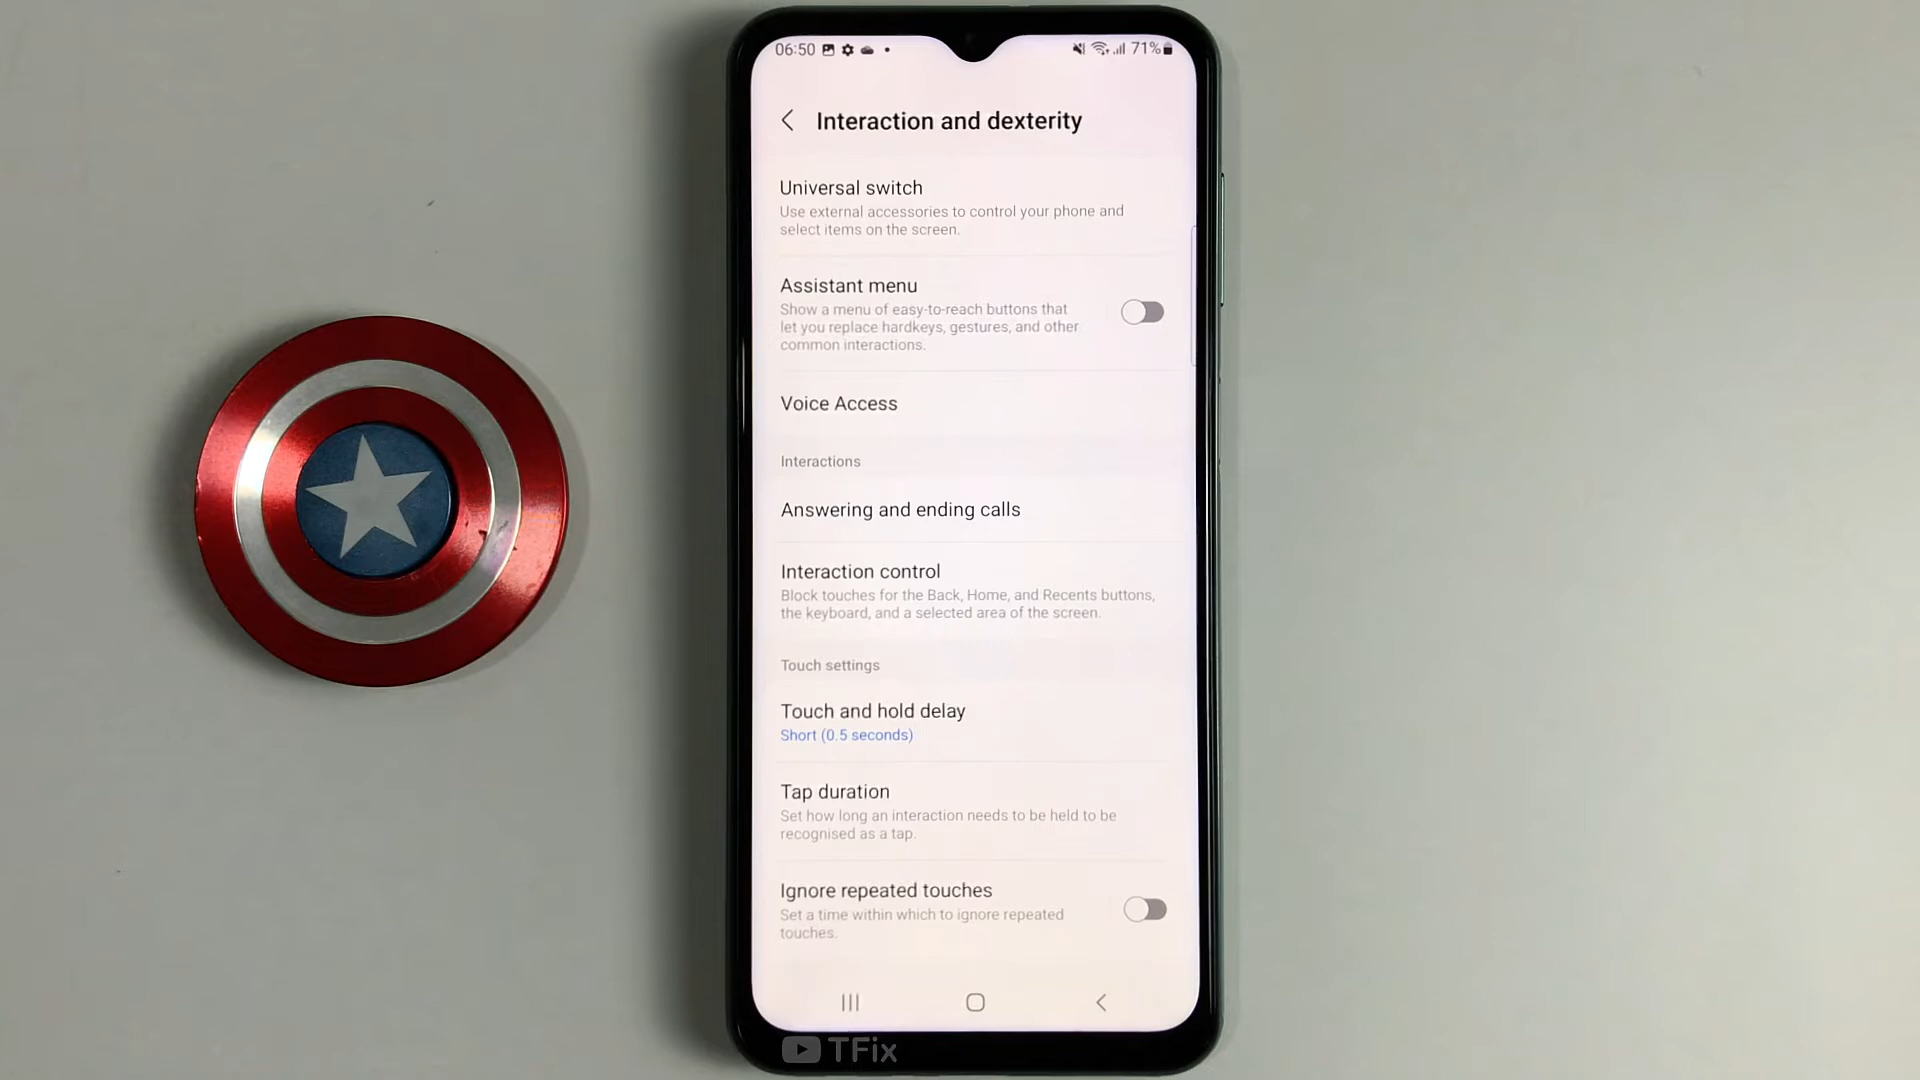 06:50
71%
Interaction and dexterity
Universal switch
Use external accessories to control your phone and
select items on the screen.
Assistant menu
Show a menu of easy-to-reach buttons that
let you replace hardkeys, gestures, and other
common interactions.
Voice Access
Interactions
Answering and ending calls
Interaction control
Block touches for the Back, Home, and Recents buttons,
the keyboard, and a selected area of the screen.
Touch settings
Touch and hold delay
Short (0.5 seconds)
Tap duration
Set how long an interaction needs to be held to be
recognised as a tap.
Ignore repeated touches
Set a time within which to ignore repeated
touches.
TFix